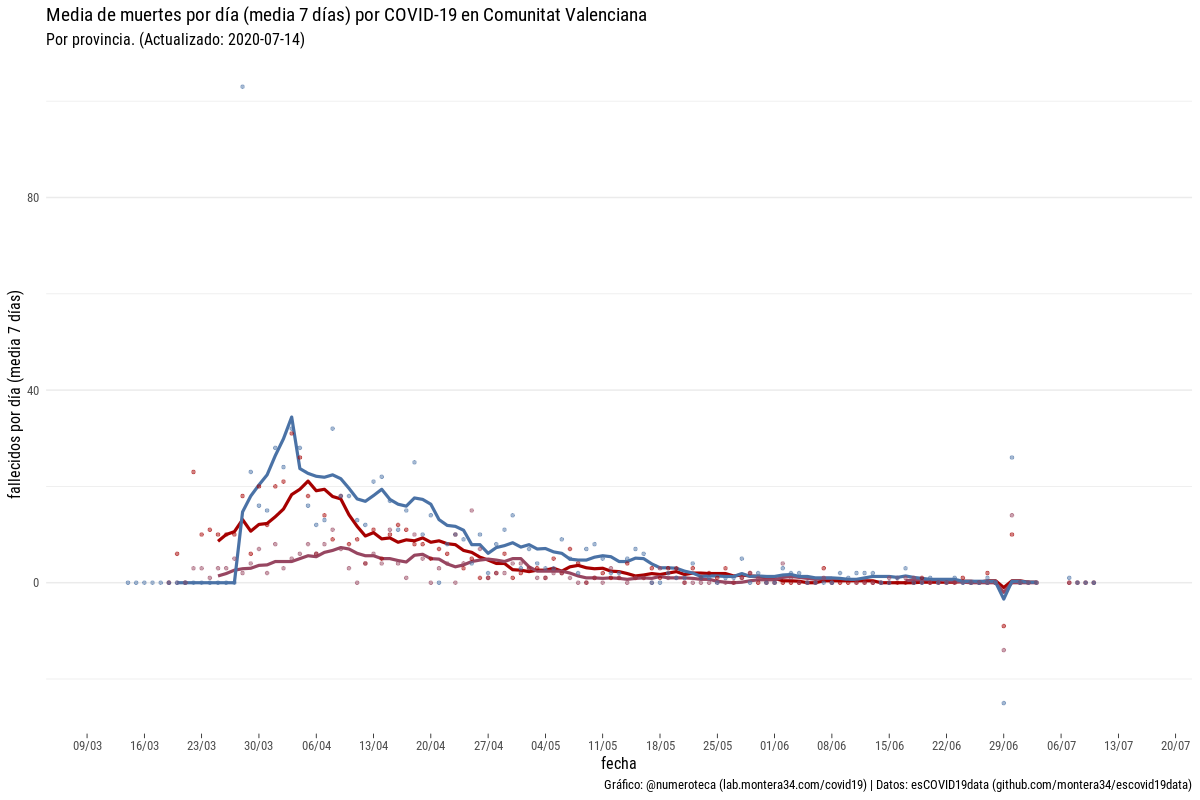 Media de muertes por día (media 7 días) por COVID-19 en Comunitat Valenciana
Por provincia. (Actualizado: 2020-07-14)
80
40
0
fallecidos por día (media 7 días)
09/03 16/03 23/03 30/03 06/04 13/04 20/04 27/04 04/05 11/05 18/05 25/05 01/06 08/06 15/06 22/06 29/06 06/07 13/07 20/07
fecha
Gráfico: @numeroteca (lab.montera34.com/covid19) | Datos: esCOVID19data (github.com/montera34/escovid19data)